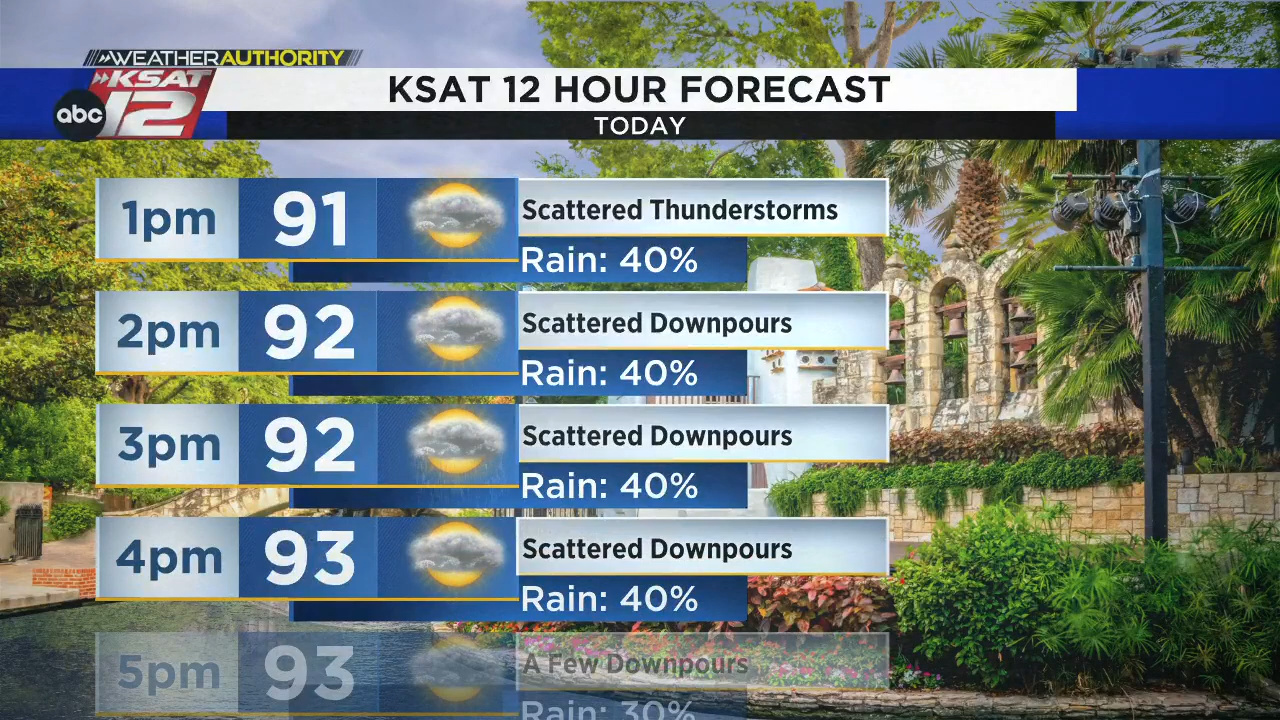 WEATHERAUTHORITY
KSAT
abc 12
KSAT 12 HOUR FORECAST
TODAY
1pm 91 Scattered Thunderstorms
Rain: 40%
2pm 92 Scattered Downpours
Rain: 40%
3pm 92 Scattered Downpours
Rain: 40%
4pm 93 Scattered Downpours
Rain: 40%
5pm 93 A Few Downpours
Rain: 30%